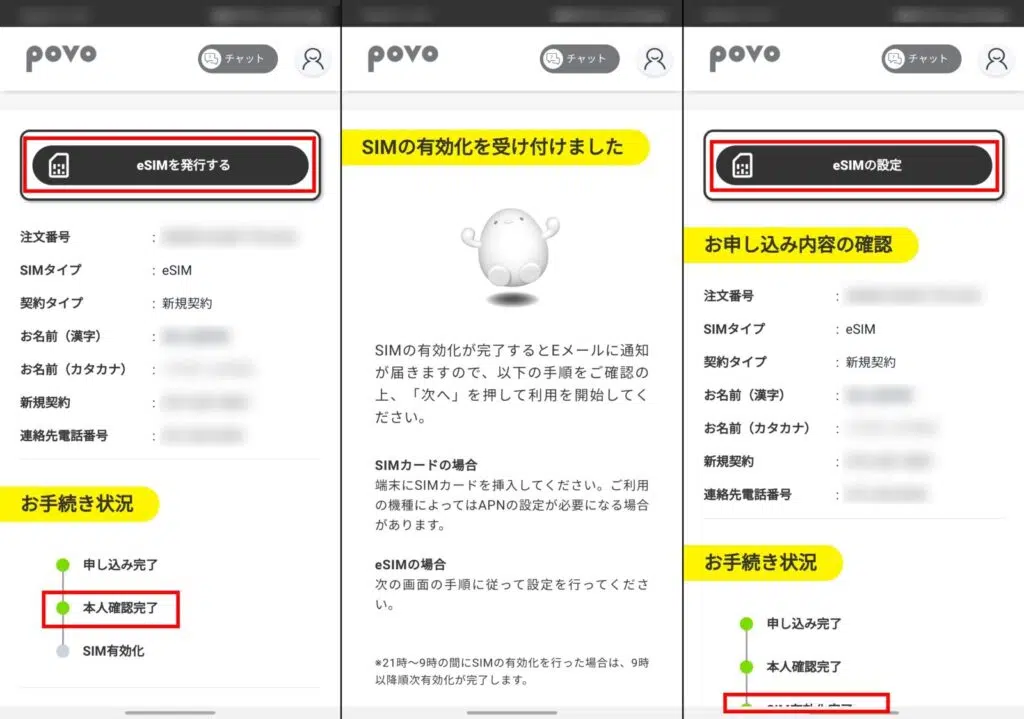 povo
チャット
eSIMを発行する
注文番号 :
SIMタイプ : eSIM
契約タイプ : 新規契約
お名前（漢字） :
お名前（カタカナ） :
新規契約 :
連絡先電話番号 :
お手続き状況
申し込み完了
本人確認完了
SIM有効化
povo
チャット
SIMの有効化を受け付けました
SIMの有効化が完了するとEメールに通知
が届きますので、以下の手順をご確認の
上、「次へ」を押して利用を開始してく
ださい。
SIMカードの場合
端末にSIMカードを挿入してください。ご利用
の機種によってはAPNの設定が必要になる場合
があります。
eSIMの場合
次の画面の手順に従って設定を行ってくださ
い。
※21時～9時の間にSIMの有効化を行った場合は、9時
以降順次有効化が完了します。
povo
チャット
eSIMの設定
お申し込み内容の確認
注文番号 :
SIMタイプ : eSIM
契約タイプ : 新規契約
お名前（漢字） :
お名前（カタカナ） :
新規契約 :
連絡先電話番号 :
お手続き状況
申し込み完了
本人確認完了
SIM有効化完了